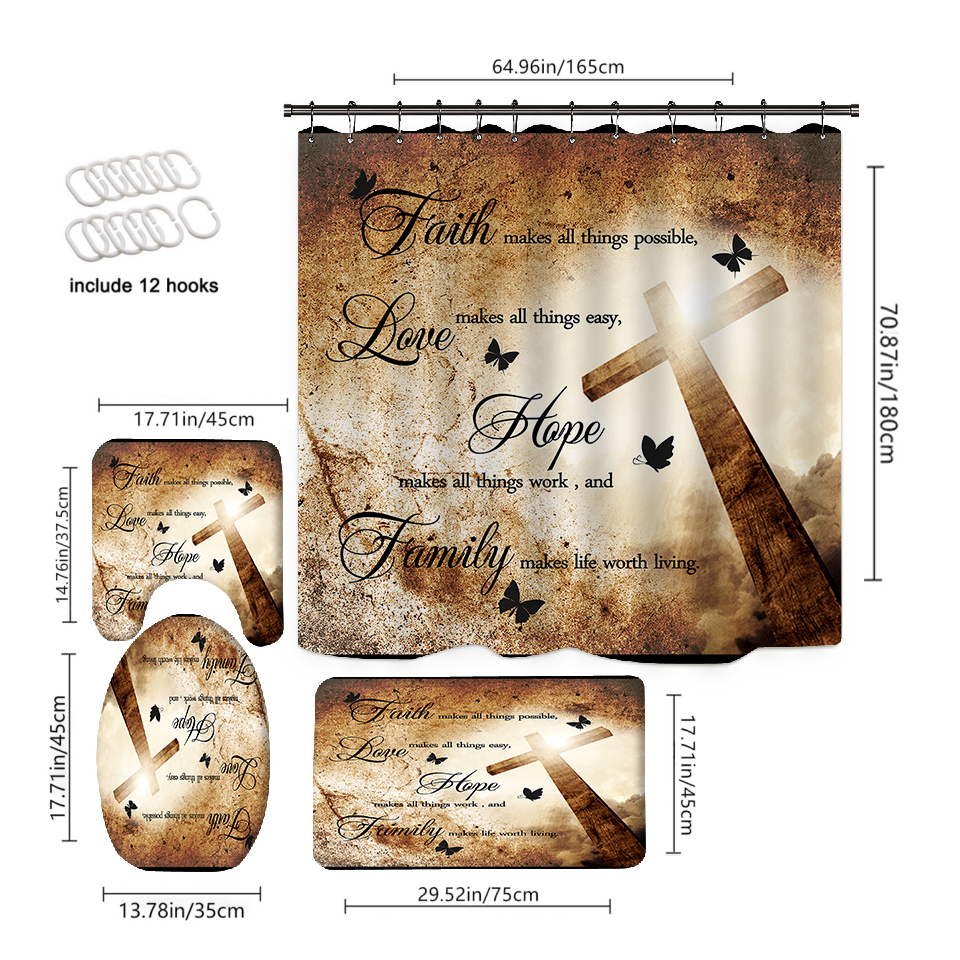 64.96in/165cm
include 12 hooks
Faith makes all things possible,
Love makes all things easy,
Hope
makes all things work , and
Family makes life worth living.
70.87in/180cm
17.71in/45cm
14.76in/37.5cm
Faith makes all things possible,
Love makes all things easy,
Hope
makes all things work , and
Fam
17.71in/45cm
Faith makes all things possible,
Love makes all things easy,
Hope
makes all things work , and
Family makes life worth living
13.78in/35cm
Faith makes all things possible,
Love makes all things easy,
Hope
makes all things work , and
Family makes life worth living.
17.71in/45cm
29.52in/75cm